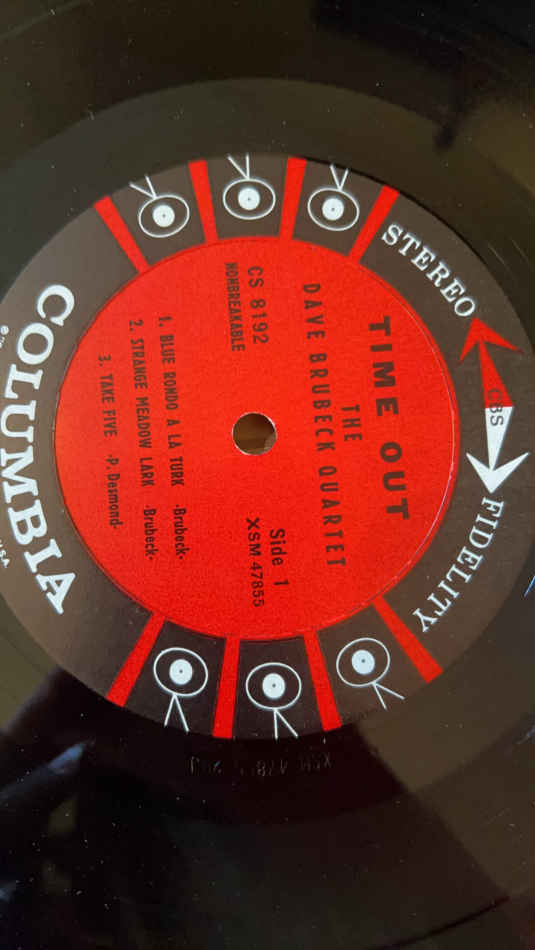 STEREO
CBS
FIDELITY
TIME OUT
THE
DAVE BRUBECK QUARTET
CS 8192
NONBREAKABLE
Side 1
XSM 47855
1. BLUE RONDO A LA TURK -Brubeck-
2. STRANGE MEADOW LARK -Brubeck-
3. TAKE FIVE -P. Desmond-
COLUMBIA